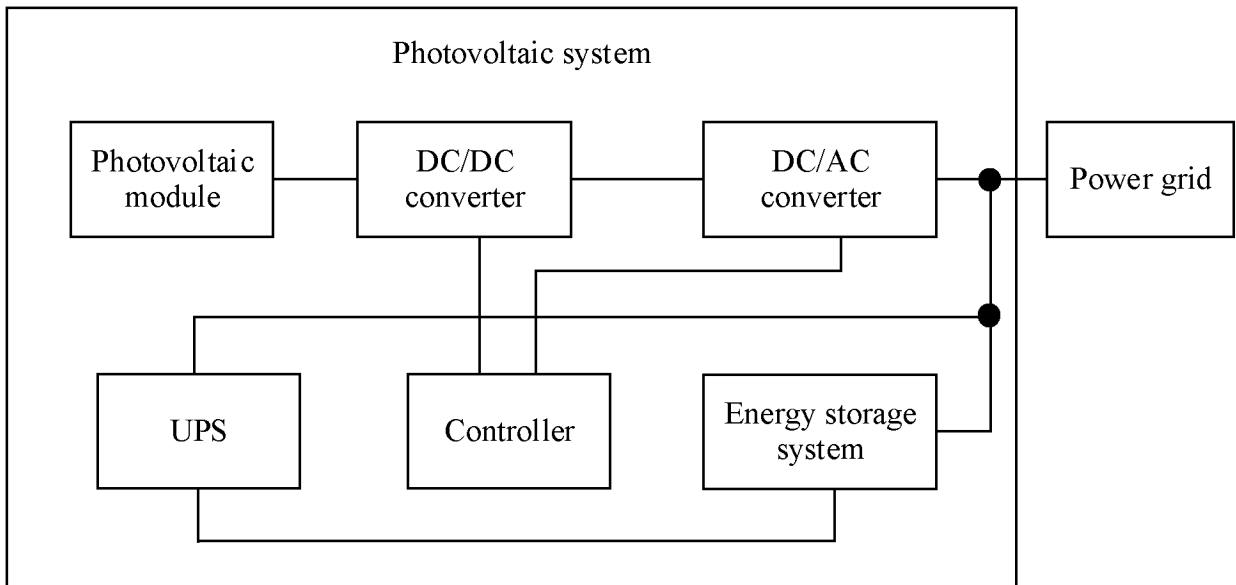 Photovoltaic system
Photovoltaic
module
DC/DC
converter
DC/AC
converter
Power grid
UPS
Controller
Energy storage
system